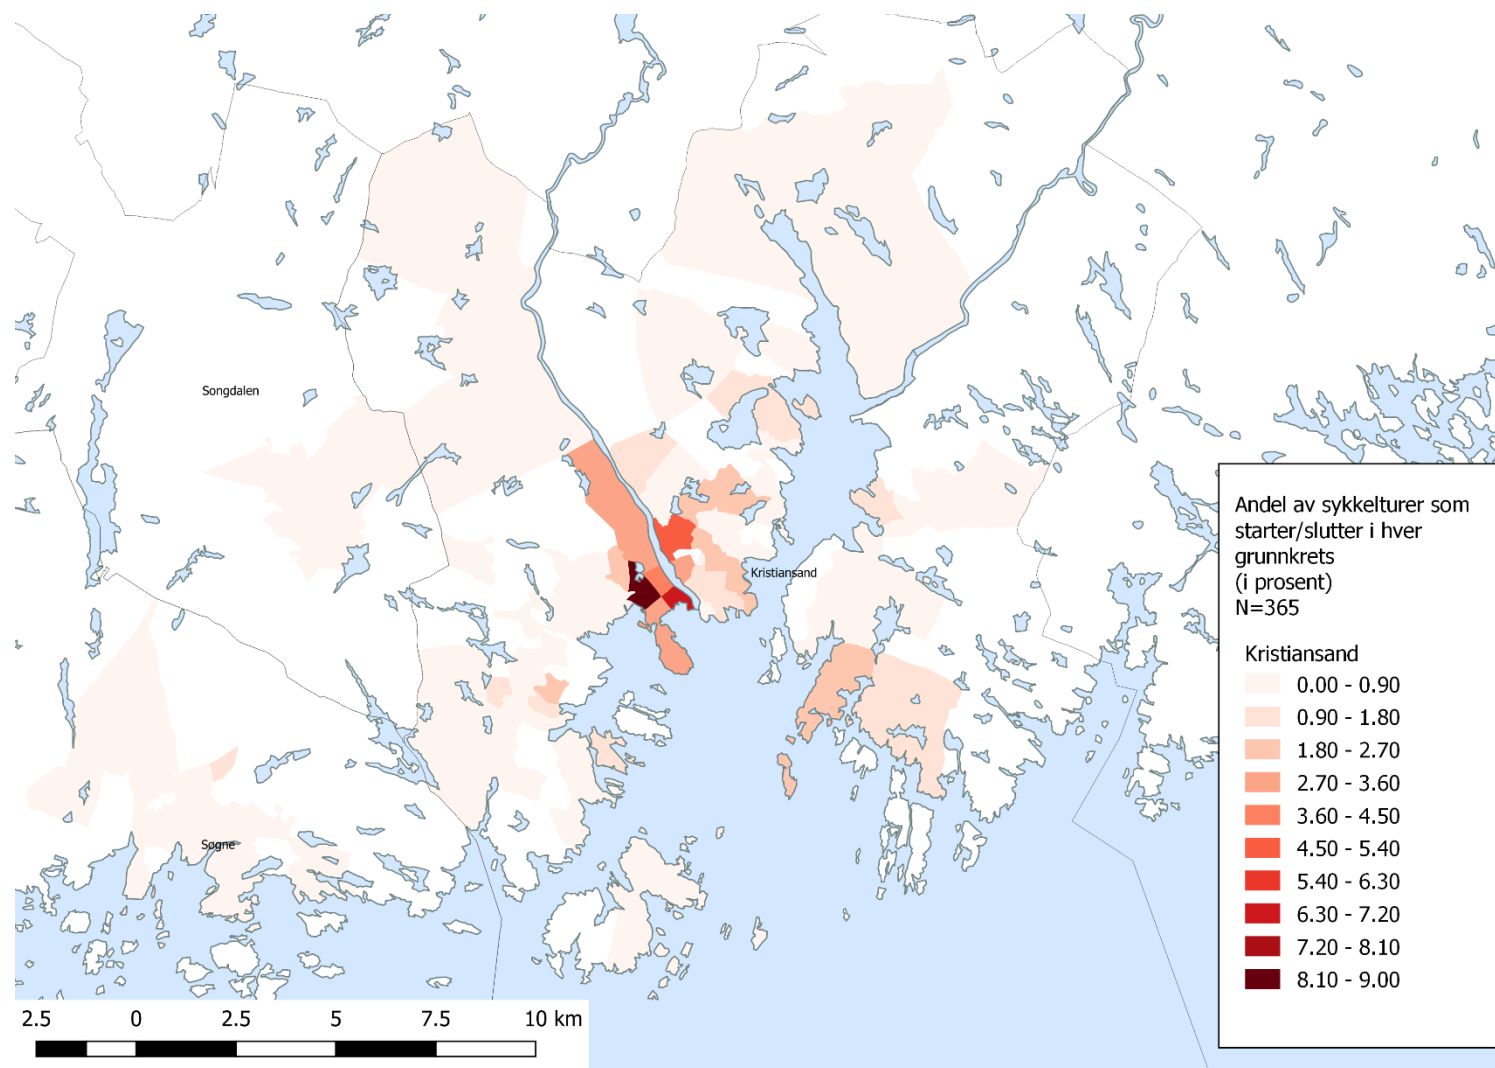 Songdalen
Kristiansand
Søgne
Andel av sykkelturer som
starter/slutter i hver
grunnkrets
(i prosent)
N=365
Kristiansand
0.00 - 0.90
0.90 - 1.80
1.80 - 2.70
2.70 - 3.60
3.60 - 4.50
4.50 - 5.40
5.40 - 6.30
6.30 - 7.20
7.20 - 8.10
8.10 - 9.00
2.5 0 2.5 5 7.5 10 km